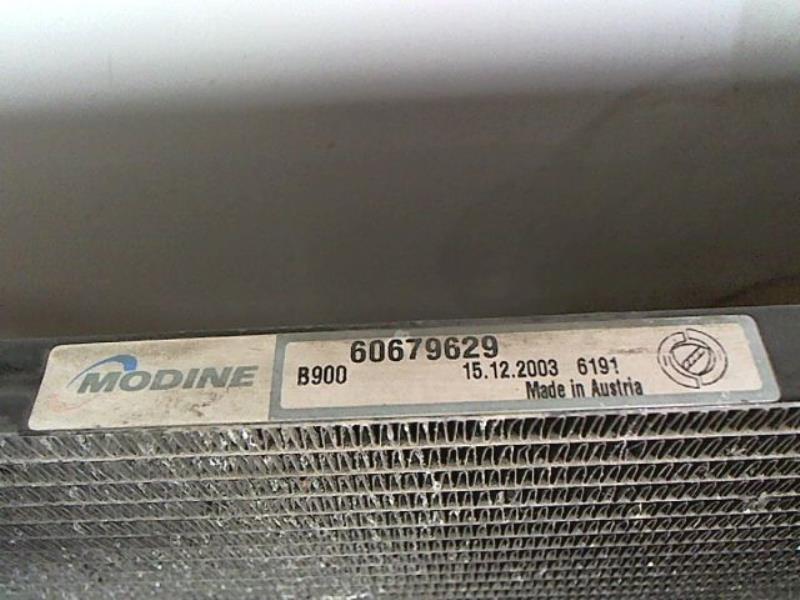 MODINE
60679629
B900 15.12.2003 6191
Made in Austria